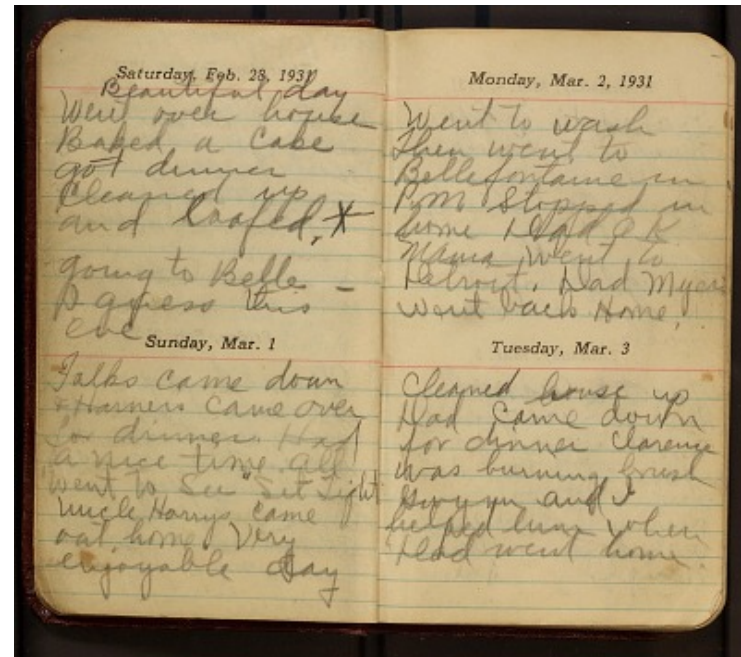 Saturday, Feb. 28, 1931
Beautiful day
Went over house
Baked a Cake
got dinner
Cleaned up
and loafed,
going to Belle -
I guess this
eve
Sunday, Mar. 1
Folks came down
& Harners came over
for dinner. Had
a nice time all
Went to See "Sit Tight
Uncle Harrys came
out home Very
enjoyable day
Monday, Mar. 2, 1931
Went to wash
Then went to
Bellefontaine in
P.M. Stopped in
home Dad O K
Mama went to
Detroit. Dad Myers
went back Home.
Tuesday, Mar. 3
Cleaned house up
Dad came down
for dinner Clarence
was burning brush
Gwynn and I
helped him when
Dad went home.